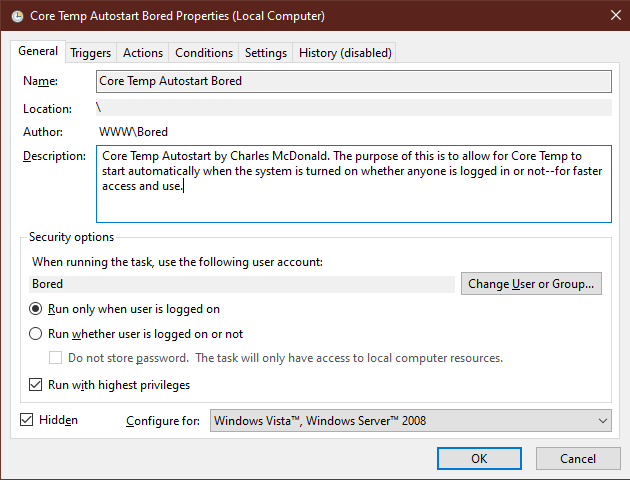 Core Temp Autostart Bored Properties (Local Computer)
General Triggers Actions Conditions Settings History (disabled)
Name: Core Temp Autostart Bored
Location: \
Author: WWW\Bored
Description: Core Temp Autostart by Charles McDonald. The purpose of this is to allow for Core Temp to
start automatically when the system is turned on whether anyone is logged in or not--for faster
access and use.
Security options
When running the task, use the following user account:
Bored Change User or Group...
Run only when user is logged on
Run whether user is logged on or not
Do not store password. The task will only have access to local computer resources.
Run with highest privileges
Hidden Configure for: Windows Vista™, Windows Server™ 2008
OK Cancel